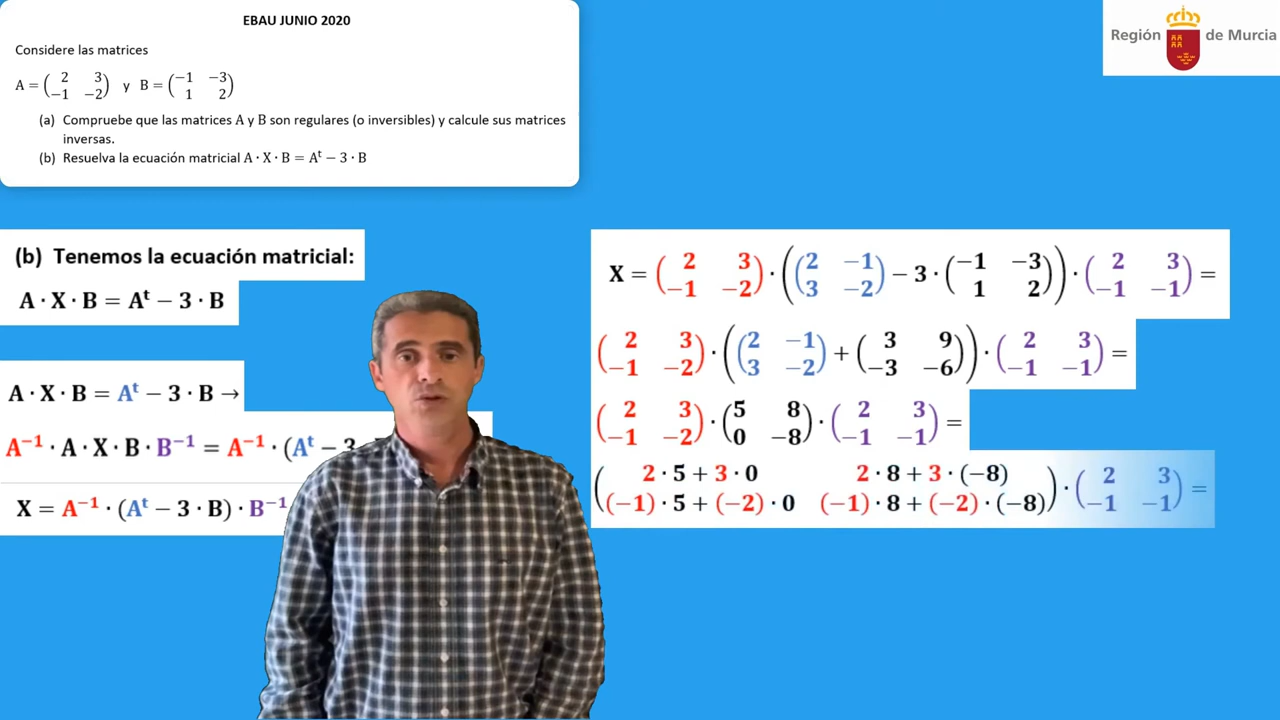 EBAU JUNIO 2020
Considere las matrices
A = ( 2 3 ; −1 −2 ) y B = ( −1 −3 ; 1 2 )
(a) Compruebe que las matrices A y B son regulares (o inversibles) y calcule sus matrices
inversas.
(b) Resuelva la ecuación matricial A · X · B = Aᵗ − 3 · B
Región de Murcia
(b) Tenemos la ecuación matricial:
A · X · B = Aᵗ − 3 · B
A · X · B = Aᵗ − 3 · B →
A⁻¹ · A · X · B · B⁻¹ = A⁻¹ · (Aᵗ − 3
X = A⁻¹ · (Aᵗ − 3 · B) · B⁻¹
X = ( 2 3 ; −1 −2 ) · ( ( 2 −1 ; 3 −2 ) − 3 · ( −1 −3 ; 1 2 ) ) · ( 2 3 ; −1 −1 ) =
( 2 3 ; −1 −2 ) · ( ( 2 −1 ; 3 −2 ) + ( 3 9 ; −3 −6 ) ) · ( 2 3 ; −1 −1 ) =
( 2 3 ; −1 −2 ) · ( 5 8 ; 0 −8 ) · ( 2 3 ; −1 −1 ) =
( 2 · 5 + 3 · 0 2 · 8 + 3 · (−8) ; (−1) · 5 + (−2) · 0 (−1) · 8 + (−2) · (−8) ) · ( 2 3 ; −1 −1 ) =